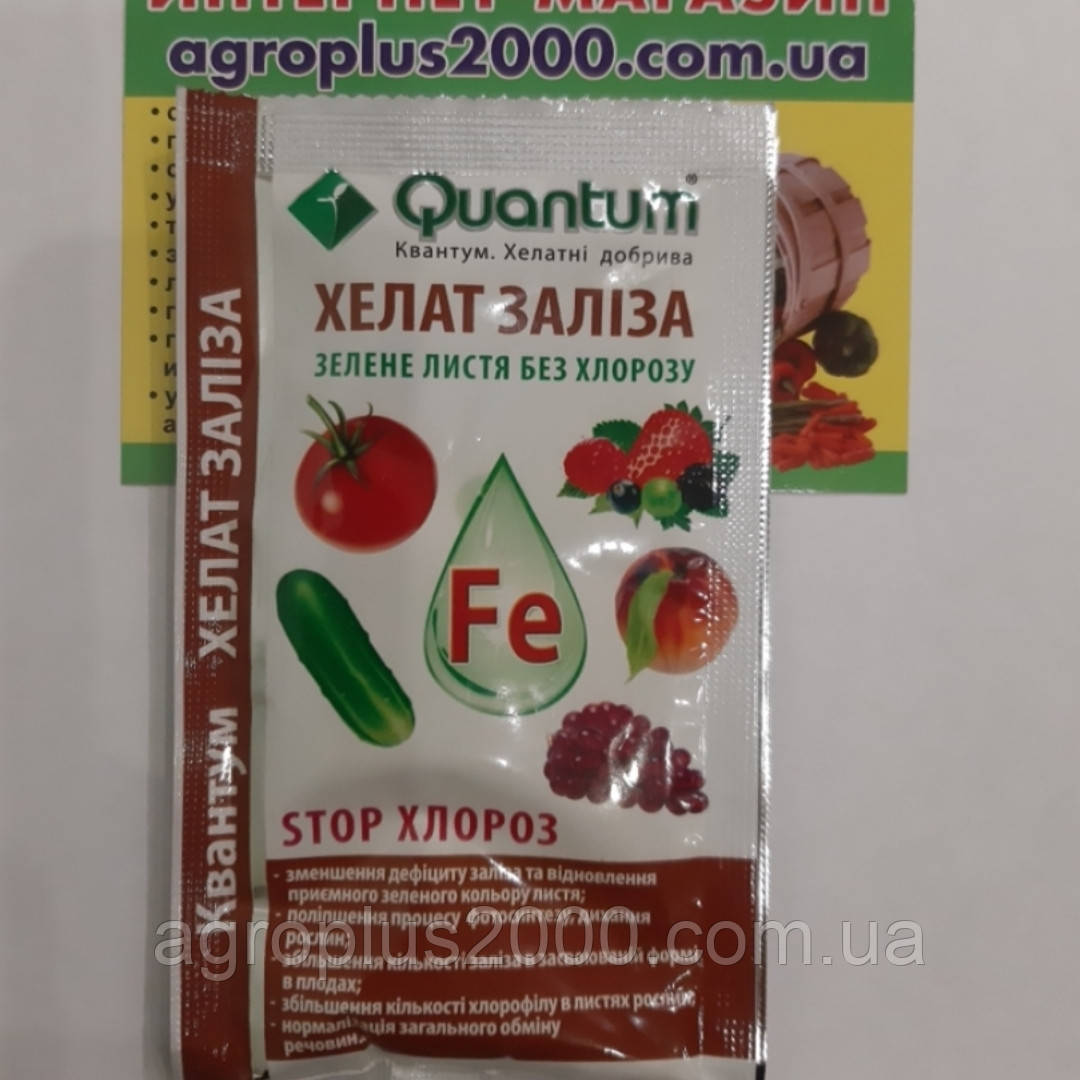 ИНТЕРНЕТ МАГАЗИН
agroplus2000.com.ua
Quantum®
Квантум. Хелатні добрива
ХЕЛАТ ЗАЛІЗА
ЗЕЛЕНЕ ЛИСТЯ БЕЗ ХЛОРОЗУ
Fe
STOP ХЛОРОЗ
- зменшення дефіциту заліза та відновлення
приємного зеленого кольору листя;
- поліпшення процесу фотосинтезу, дихання
рослин;
- збільшення кількості заліза в засвоюваній формі
в плодах;
- збільшення кількості хлорофілу в листях рослин;
- нормалізація загального обміну
речовин.
Квантум ХЕЛАТ ЗАЛІЗА
agroplus2000.com.ua